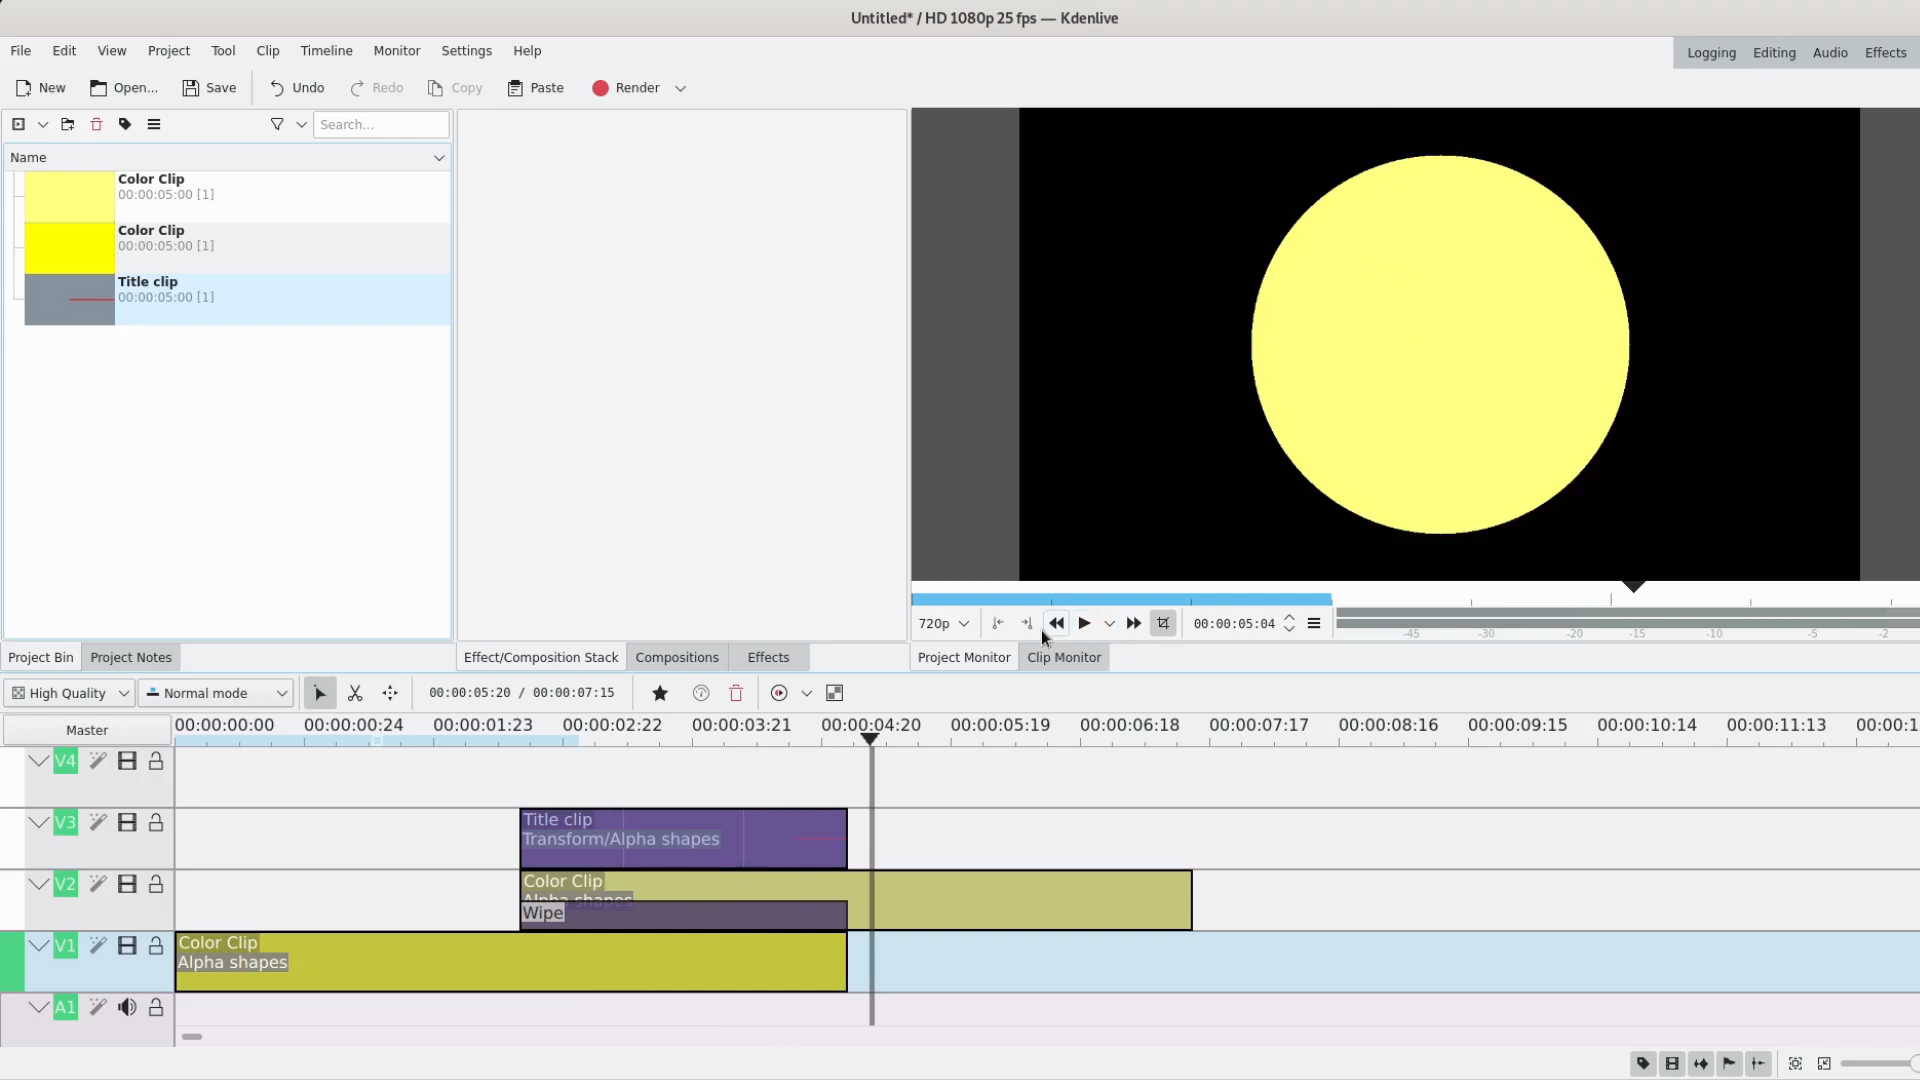 Untitled* / HD 1080p 25 fps — Kdenlive
File Edit View Project Tool Clip Timeline Monitor Settings Help
Logging Editing Audio Effects
New Open... Save Undo Redo Copy Paste Render
Search...
Name
Color Clip
00:00:05:00 [1]
Color Clip
00:00:05:00 [1]
Title clip
00:00:05:00 [1]
720p 00:00:05:04
-45 -30 -20 -15 -10 -5 -2
Project Bin Project Notes Effect/Composition Stack Compositions Effects Project Monitor Clip Monitor
High Quality Normal mode 00:00:05:20 / 00:00:07:15
Master 00:00:00:00 00:00:00:24 00:00:01:23 00:00:02:22 00:00:03:21 00:00:04:20 00:00:05:19 00:00:06:18 00:00:07:17 00:00:08:16 00:00:09:15 00:00:10:14 00:00:11:13 00:00:1
V4
V3
Title clip
Transform/Alpha shapes
V2
Color Clip
Alpha shapes
Wipe
V1
Color Clip
Alpha shapes
A1